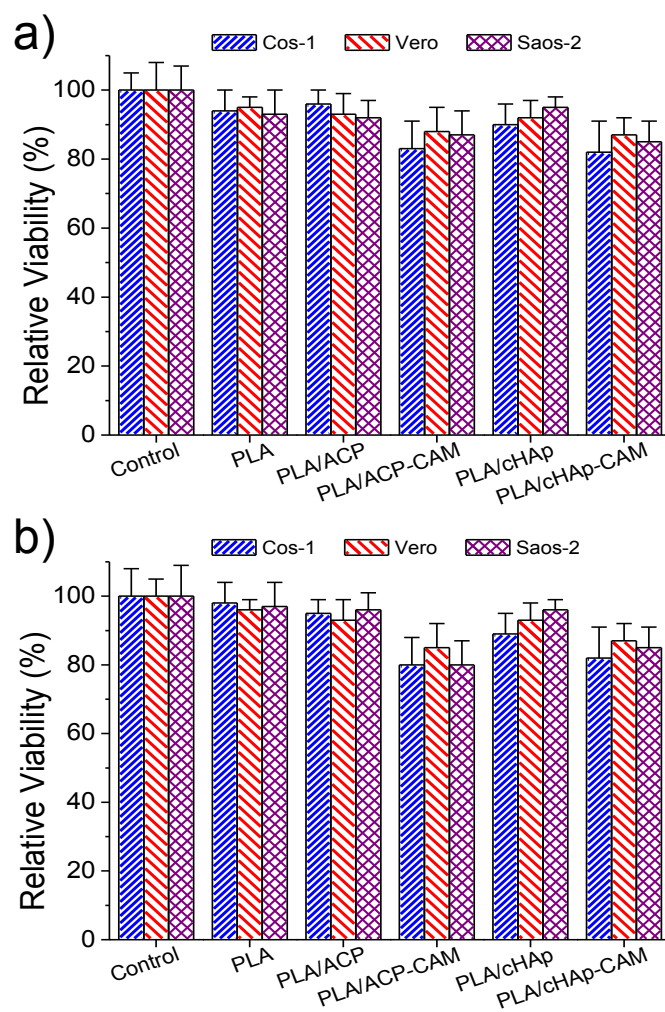 a)
Cos-1 Vero Saos-2
Relative Viability (%)
100
80
60
40
20
0
Control PLA PLA/ACP PLA/ACP-CAM PLA/cHAp PLA/cHAp-CAM
b)
Cos-1 Vero Saos-2
Relative Viability (%)
100
80
60
40
20
0
Control PLA PLA/ACP PLA/ACP-CAM PLA/cHAp PLA/cHAp-CAM